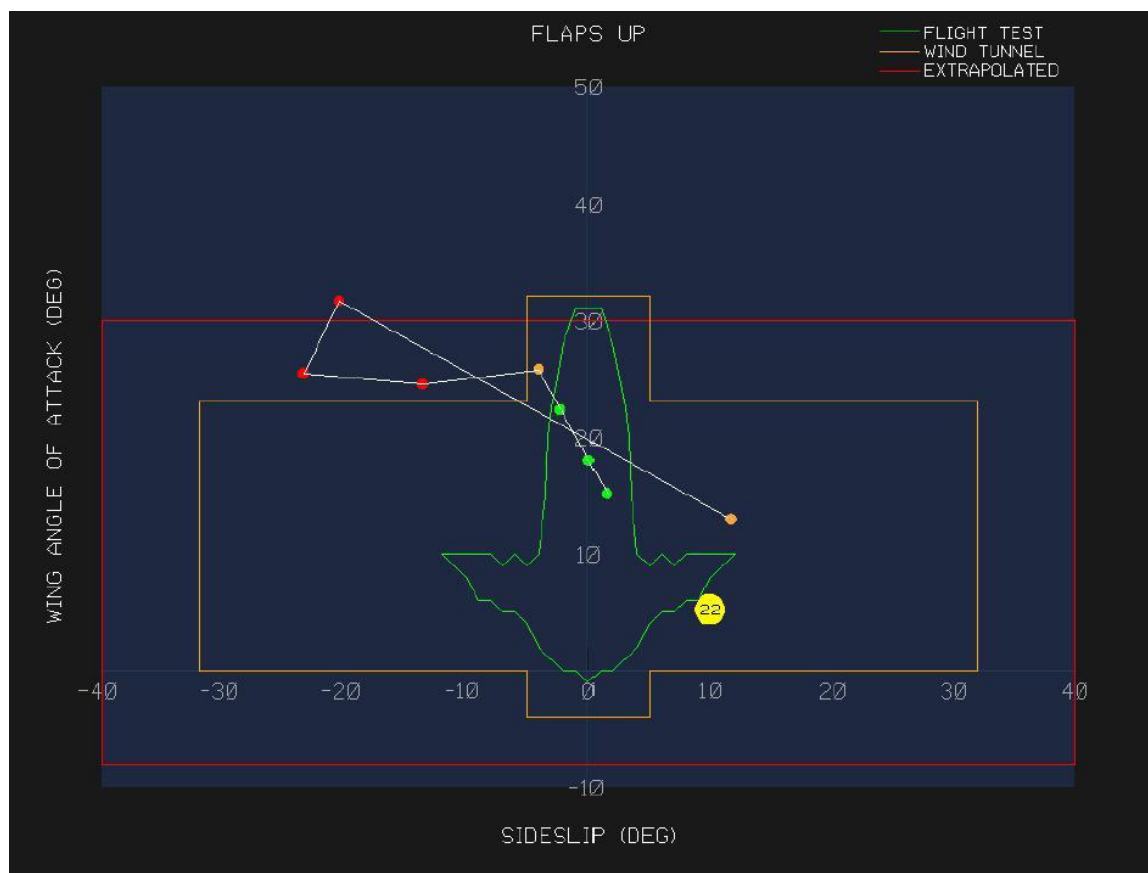 FLAPS UP
FLIGHT TEST
WIND TUNNEL
EXTRAPOLATED
50
40
30
20
10
22
-40 -30 -20 -10 0 10 20 30 40
-10
WING ANGLE OF ATTACK (DEG)
SIDESLIP (DEG)